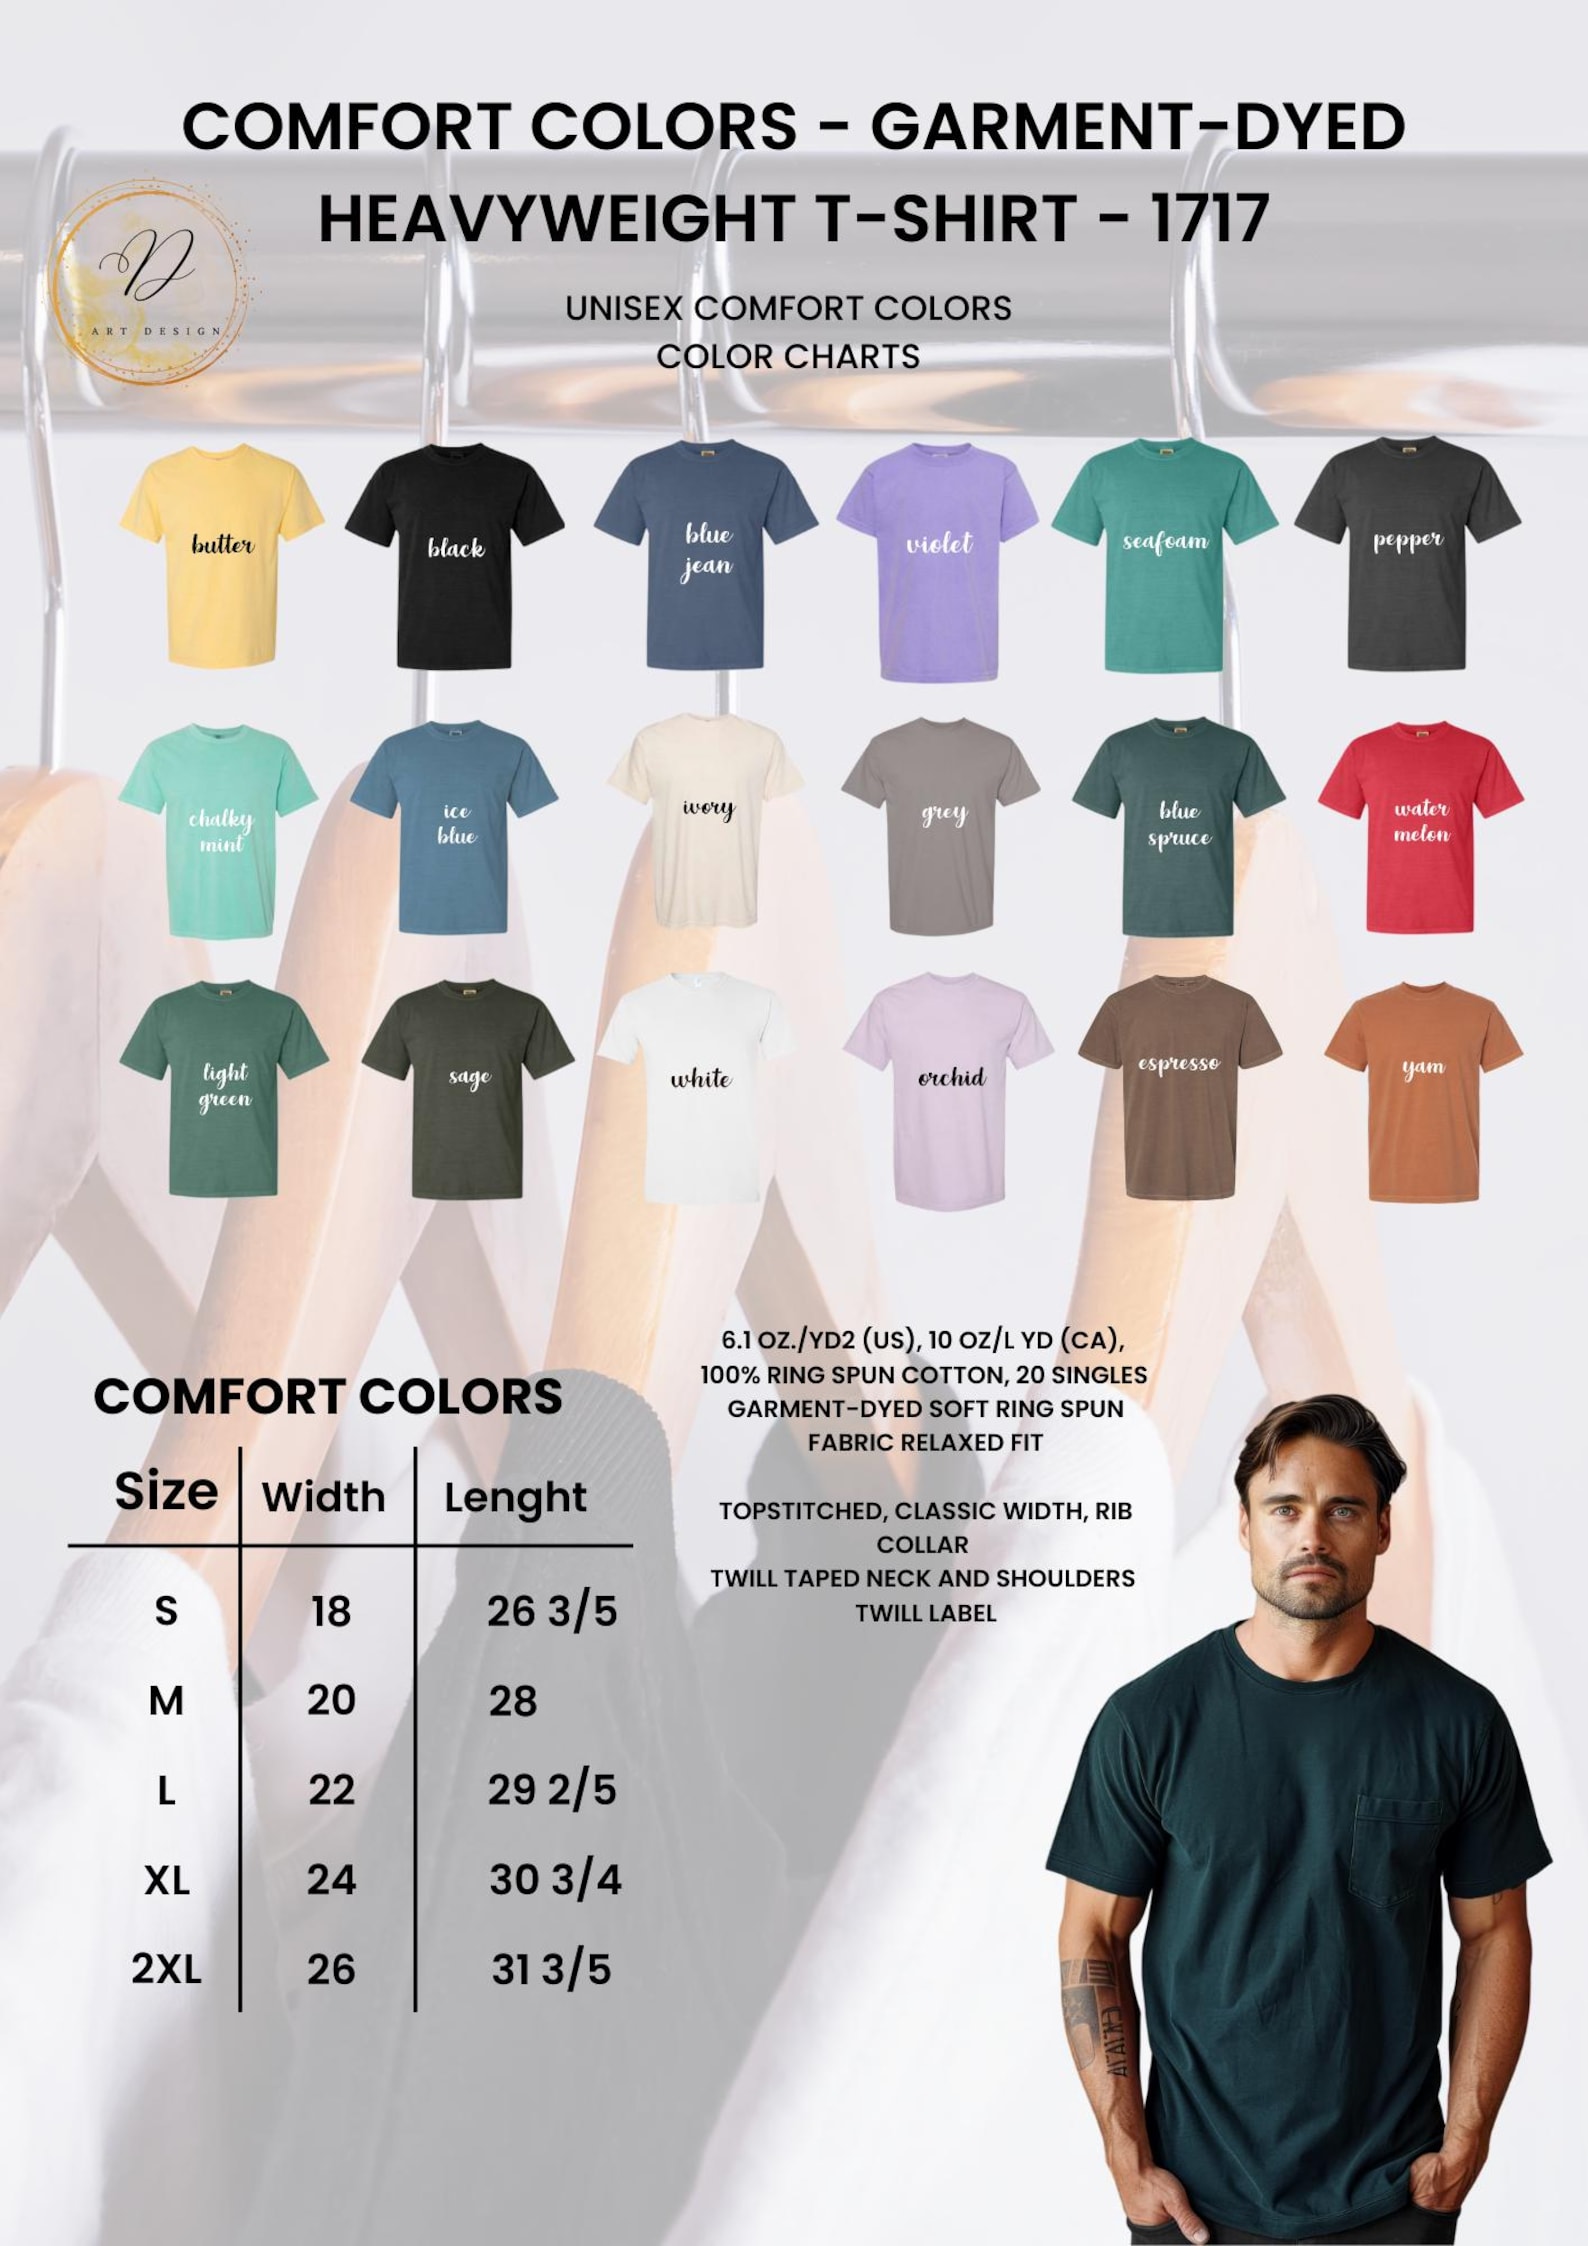 COMFORT COLORS - GARMENT-DYED
HEAVYWEIGHT T-SHIRT - 1717
D
ART DESIGN
UNISEX COMFORT COLORS
COLOR CHARTS
butter
black
blue
jean
violet
seafoam
pepper
chalky
mint
ice
blue
ivory
grey
blue
spruce
water
melon
light
green
sage
white
orchid
espresso
yam
6.1 OZ./YD2 (US), 10 OZ/L YD (CA),
100% RING SPUN COTTON, 20 SINGLES
GARMENT-DYED SOFT RING SPUN
FABRIC RELAXED FIT
TOPSTITCHED, CLASSIC WIDTH, RIB
COLLAR
TWILL TAPED NECK AND SHOULDERS
TWILL LABEL
COMFORT COLORS
Size Width Lenght
S 18 26 3/5
M 20 28
L 22 29 2/5
XL 24 30 3/4
2XL 26 31 3/5